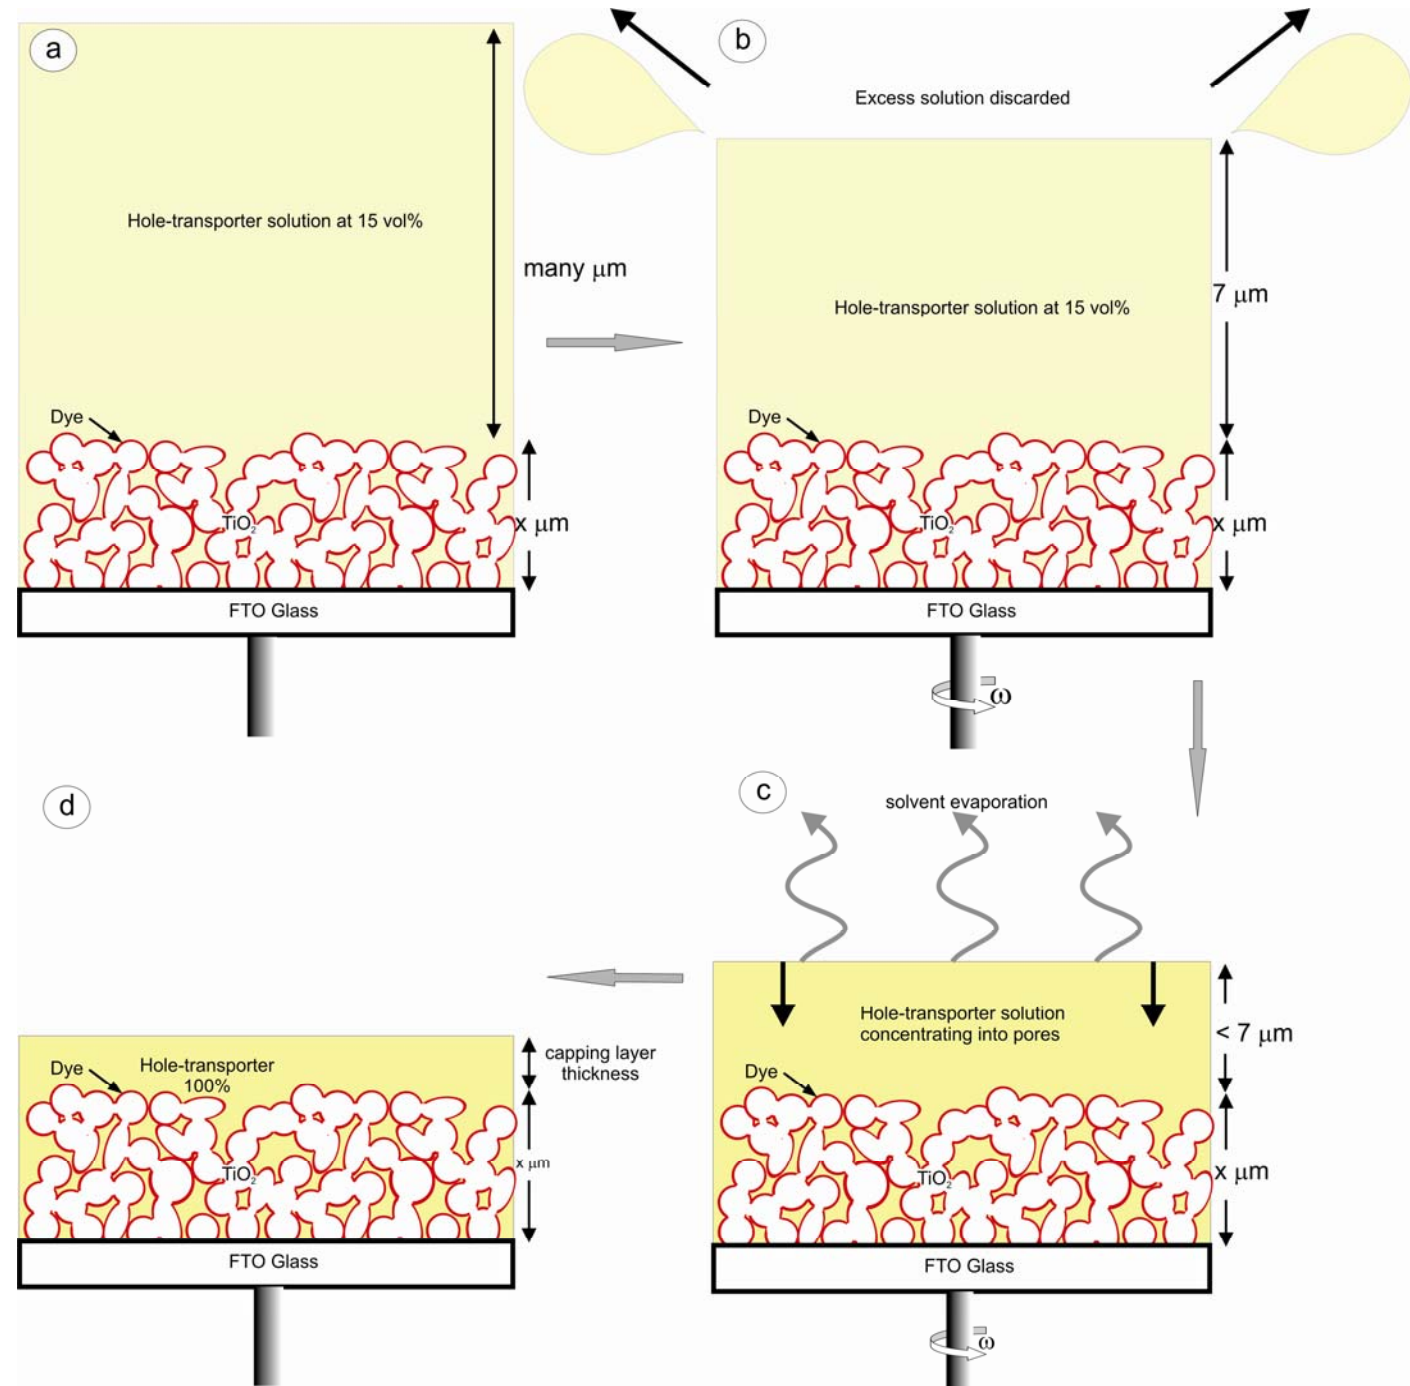 a
Hole-transporter solution at 15 vol%
many μm
Dye
TiO2
x μm
FTO Glass
b
Excess solution discarded
Hole-transporter solution at 15 vol%
7 μm
Dye
TiO2
x μm
FTO Glass
ω
c
solvent evaporation
Hole-transporter solution
concentrating into pores
< 7 μm
Dye
TiO2
x μm
FTO Glass
ω
d
Hole-transporter
100%
capping layer
thickness
Dye
TiO2
x μm
FTO Glass